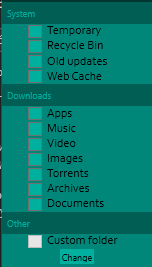 System
Temporary
Recycle Bin
Old updates
Web Cache
Downloads
Apps
Music
Video
Images
Torrents
Archives
Documents
Other
Custom folder
Change